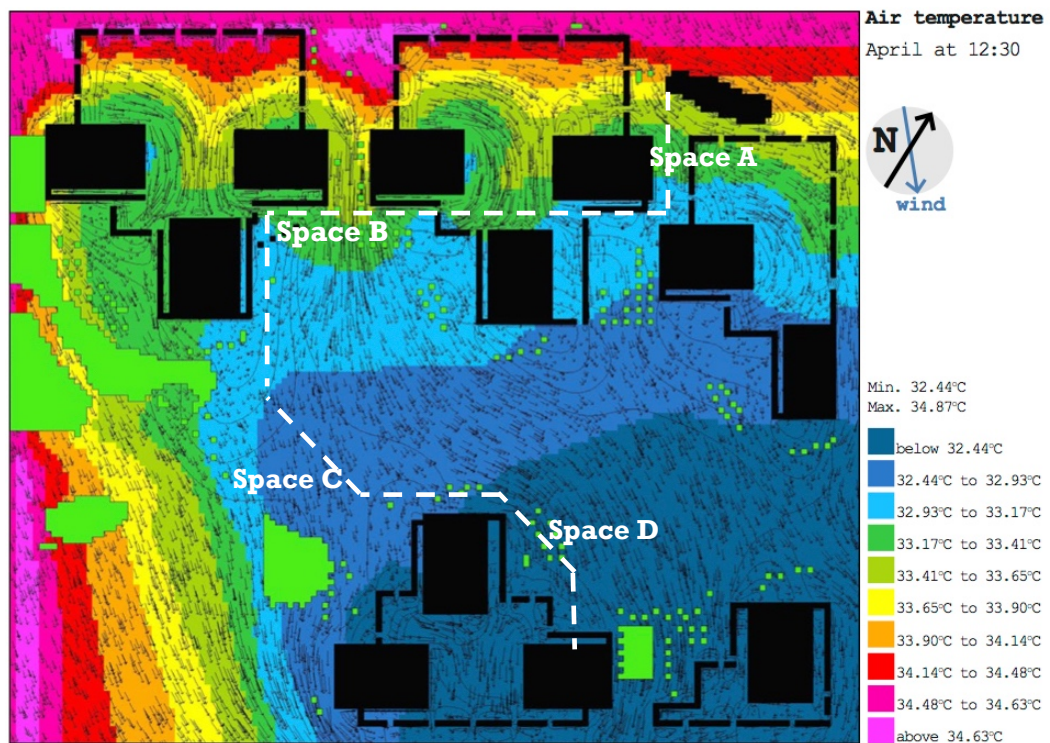 Air temperature
April at 12:30
N
wind
Space A
Space B
Space C
Space D
Min. 32.44°C
Max. 34.87°C
below 32.44°C
32.44°C to 32.93°C
32.93°C to 33.17°C
33.17°C to 33.41°C
33.41°C to 33.65°C
33.65°C to 33.90°C
33.90°C to 34.14°C
34.14°C to 34.48°C
34.48°C to 34.63°C
above 34.63°C